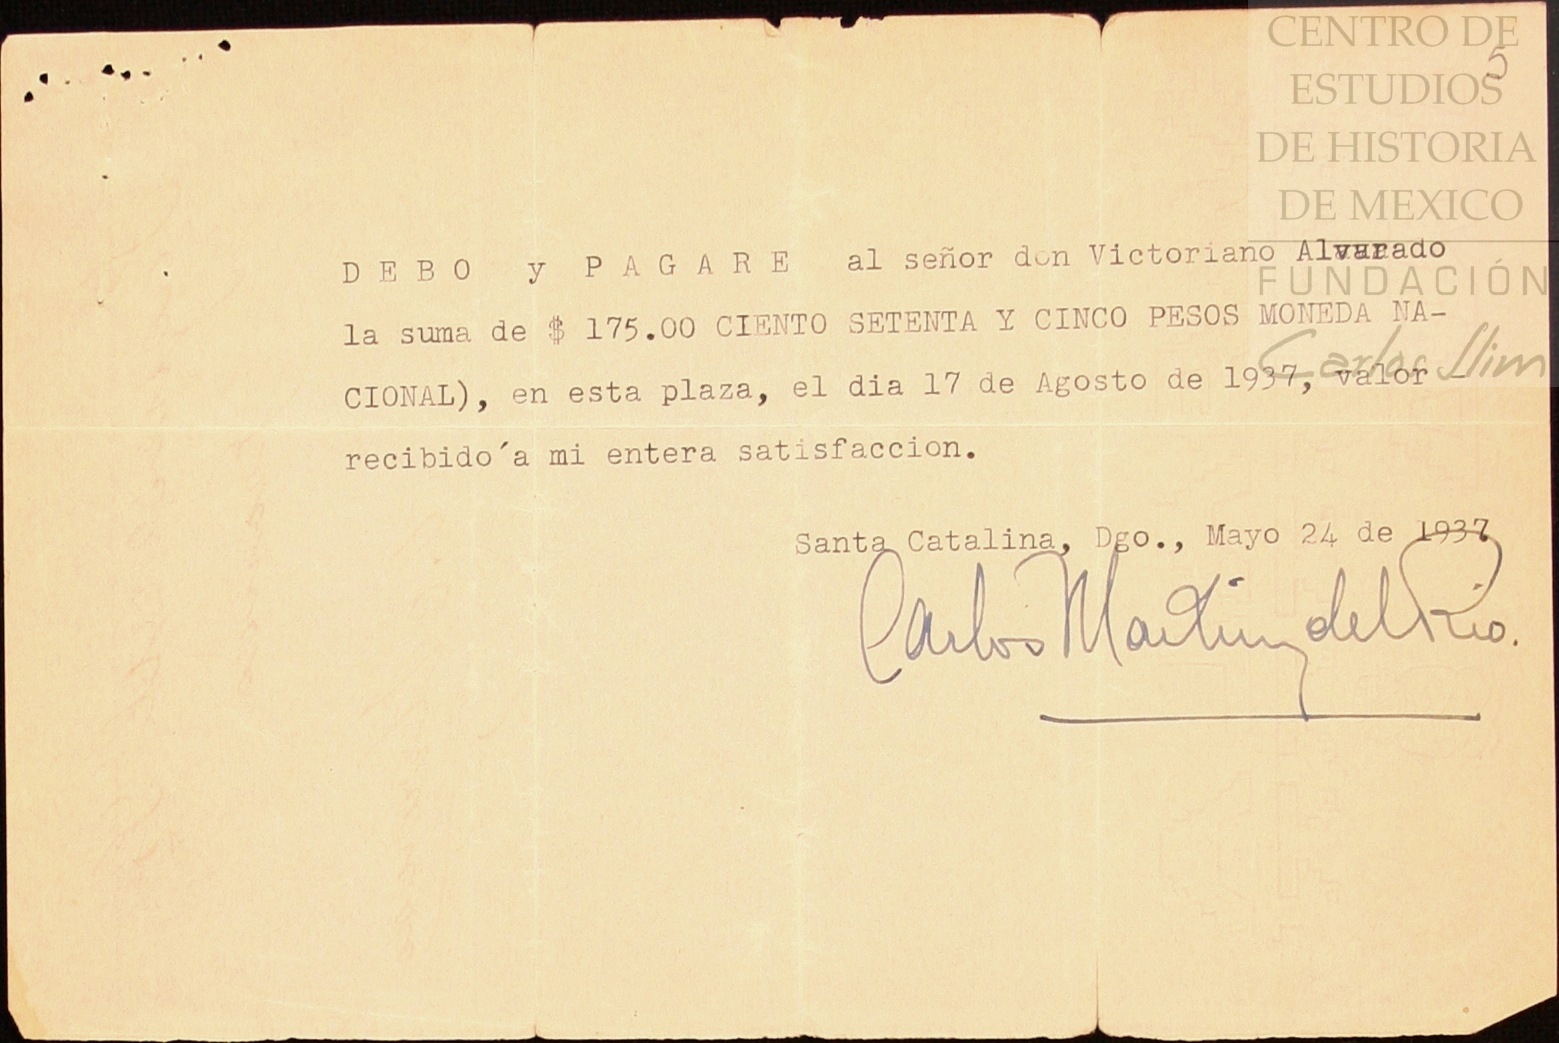 CENTRO DE
ESTUDIOS
DE HISTORIA
DE MEXICO
FUNDACIÓN
Carlos Slim
5
D E B O y P A G A R E al señor don Victoriano Alvarado
la suma de $ 175.00 CIENTO SETENTA Y CINCO PESOS MONEDA NA-
CIONAL), en esta plaza, el dia 17 de Agosto de 1937, valor -
recibido´a mi entera satisfaccion.
Santa Catalina, Dgo., Mayo 24 de 1937
Carlos Martinez del Rio.